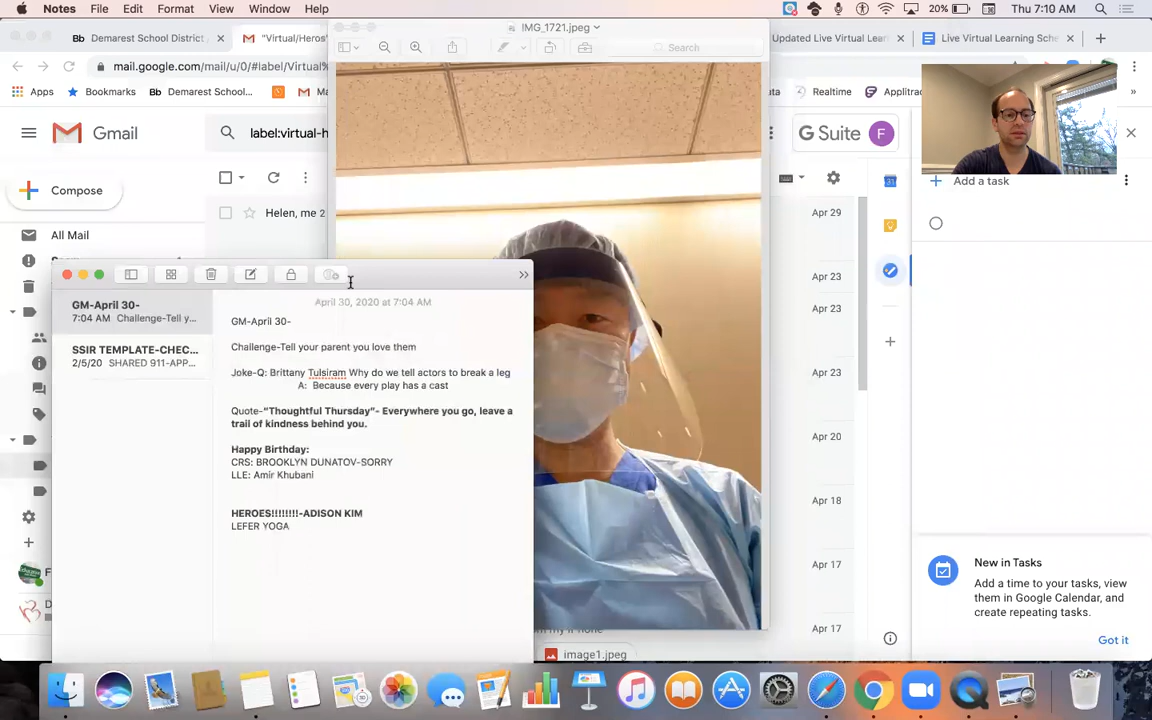 Notes File Edit Format View Window Help
20% Thu 7:10 AM
IMG_1721.jpeg
Search
Bb Demarest School District /
"Virtual/Heros"
Updated Live Virtual Lear
Live Virtual Learning Sche
mail.google.com/mail/u/0/#label/Virtual%
Apps Bookmarks Bb Demarest School...
Realtime Applitrac
Gmail
label:virtual-h
G Suite F
Compose
Add a task
All Mail
Helen, me 2
Apr 29
Apr 23
Apr 23
Apr 23
Apr 20
Apr 18
Apr 17
Apr 17
GM-April 30-
7:04 AM Challenge-Tell y...
SSIR TEMPLATE-CHEC...
2/5/20 SHARED 911-APP...
April 30, 2020 at 7:04 AM
GM-April 30-
Challenge-Tell your parent you love them
Joke-Q: Brittany Tulsiram Why do we tell actors to break a leg
A: Because every play has a cast
Quote-"Thoughtful Thursday"- Everywhere you go, leave a
trail of kindness behind you.
Happy Birthday:
CRS: BROOKLYN DUNATOV-SORRY
LLE: Amir Khubani
HEROES!!!!!!!!-ADISON KIM
LEFER YOGA
image1.jpeg
New in Tasks
Add a time to your tasks, view
them in Google Calendar, and
create repeating tasks.
Got it